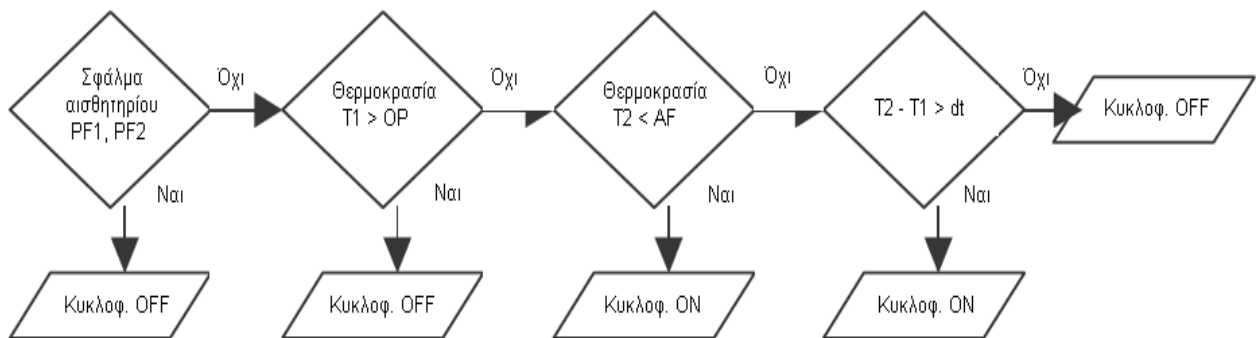 Σφάλμα
αισθητηρίου
PF1, PF2
Όχι
Ναι
Κυκλοφ. OFF
Θερμοκρασία
T1 > OP
Όχι
Ναι
Κυκλοφ. OFF
Θερμοκρασία
T2 < AF
Όχι
Ναι
Κυκλοφ. ON
T2 - T1 > dt
Όχι
Ναι
Κυκλοφ. ON
Κυκλοφ. OFF